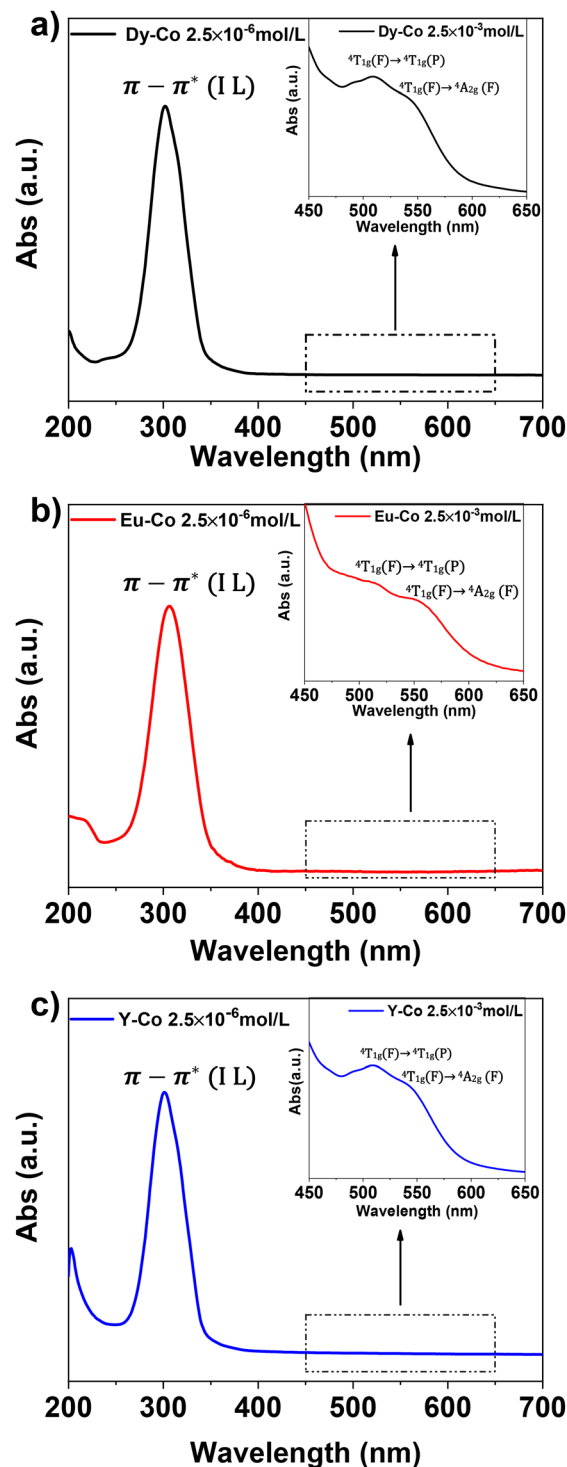 a)
Dy-Co 2.5×10⁻⁶mol/L
π − π* (I L)
Abs (a.u.)
200 300 400 500 600 700
Wavelength (nm)
Dy-Co 2.5×10⁻³mol/L
⁴T₁g(F)→⁴T₁g(P)
⁴T₁g(F)→⁴A₂g (F)
Abs (a.u.)
450 500 550 600 650
Wavelength (nm)
b)
Eu-Co 2.5×10⁻⁶mol/L
π − π* (I L)
Abs (a.u.)
200 300 400 500 600 700
Wavelength (nm)
Eu-Co 2.5×10⁻³mol/L
⁴T₁g(F)→⁴T₁g(P)
⁴T₁g(F)→⁴A₂g (F)
Abs (a.u.)
450 500 550 600 650
Wavelength (nm)
c)
Y-Co 2.5×10⁻⁶mol/L
π − π* (I L)
Abs (a.u.)
200 300 400 500 600 700
Wavelength (nm)
Y-Co 2.5×10⁻³mol/L
⁴T₁g(F)→⁴T₁g(P)
⁴T₁g(F)→⁴A₂g (F)
Abs(a.u.)
450 500 550 600 650
Wavelength (nm)